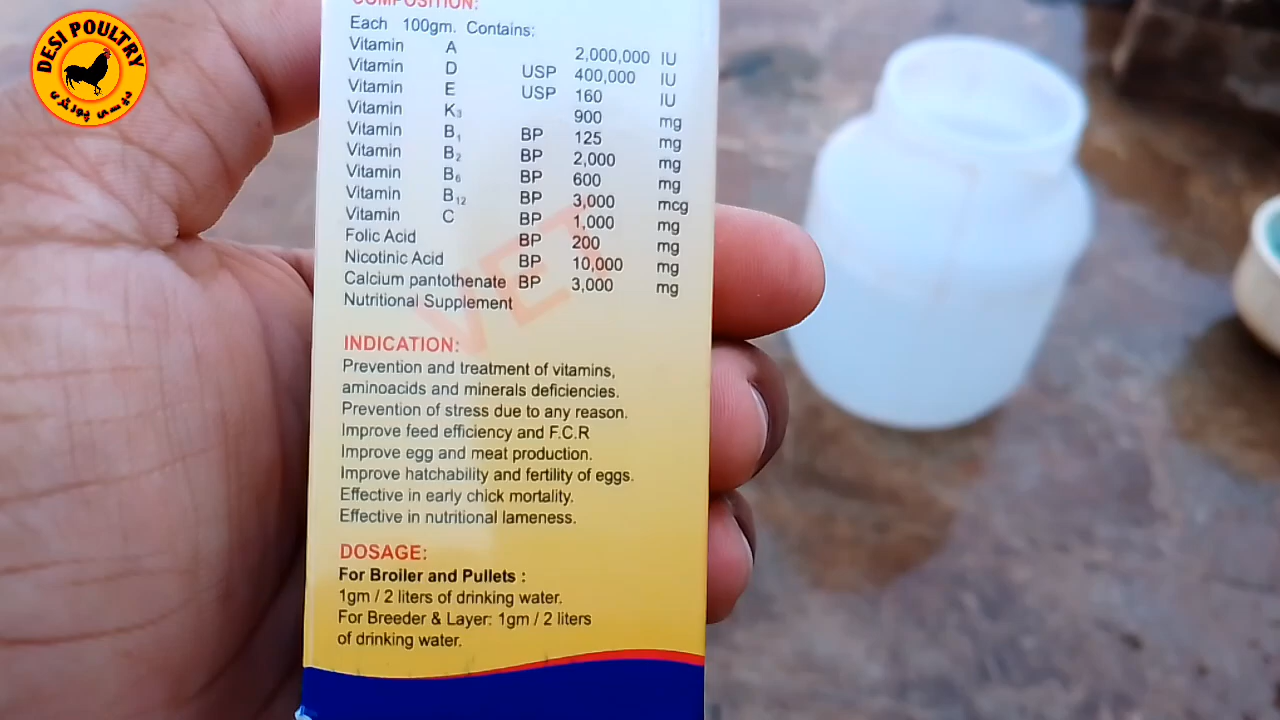 DESI POULTRY
دیسی پولٹری
COMPOSITION:
Each 100gm. Contains:
Vitamin A 2,000,000 IU
Vitamin D USP 400,000 IU
Vitamin E USP 160 IU
Vitamin K₃ 900 mg
Vitamin B₁ BP 125 mg
Vitamin B₂ BP 2,000 mg
Vitamin B₆ BP 600 mg
Vitamin B₁₂ BP 3,000 mcg
Vitamin C BP 1,000 mg
Folic Acid BP 200 mg
Nicotinic Acid BP 10,000 mg
Calcium pantothenate BP 3,000 mg
Nutritional Supplement
VET
INDICATION:
Prevention and treatment of vitamins,
aminoacids and minerals deficiencies.
Prevention of stress due to any reason.
Improve feed efficiency and F.C.R
Improve egg and meat production.
Improve hatchability and fertility of eggs.
Effective in early chick mortality.
Effective in nutritional lameness.
DOSAGE:
For Broiler and Pullets :
1gm / 2 liters of drinking water.
For Breeder & Layer: 1gm / 2 liters
of drinking water.